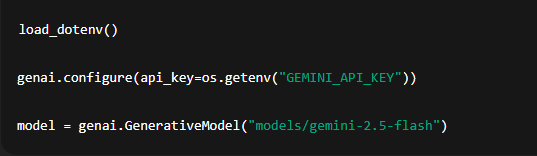 load_dotenv()
genai.configure(api_key=os.getenv("GEMINI_API_KEY"))
model = genai.GenerativeModel("models/gemini-2.5-flash")